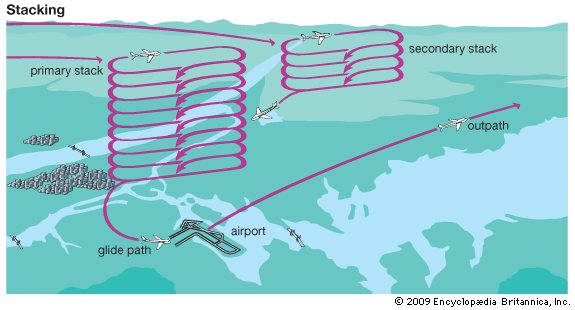 Stacking
primary stack
secondary stack
outpath
airport
glide path
© 2009 Encyclopædia Britannica, Inc.